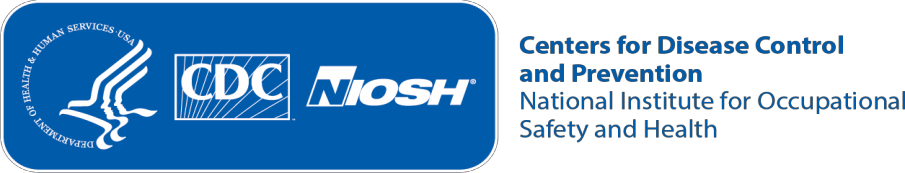 DEPARTMENT OF HEALTH & HUMAN SERVICES·USA
CDC
NIOSH®
Centers for Disease Control
and Prevention
National Institute for Occupational
Safety and Health